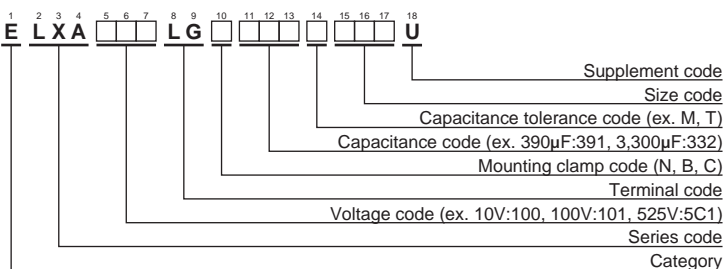 1 2 3 4 5 6 7 8 9 10 11 12 13 14 15 16 17 18
E L X A □□□ L G □ □□□ □ □□□ U
Supplement code
Size code
Capacitance tolerance code (ex. M, T)
Capacitance code (ex. 390µF:391, 3,300µF:332)
Mounting clamp code (N, B, C)
Terminal code
Voltage code (ex. 10V:100, 100V:101, 525V:5C1)
Series code
Category